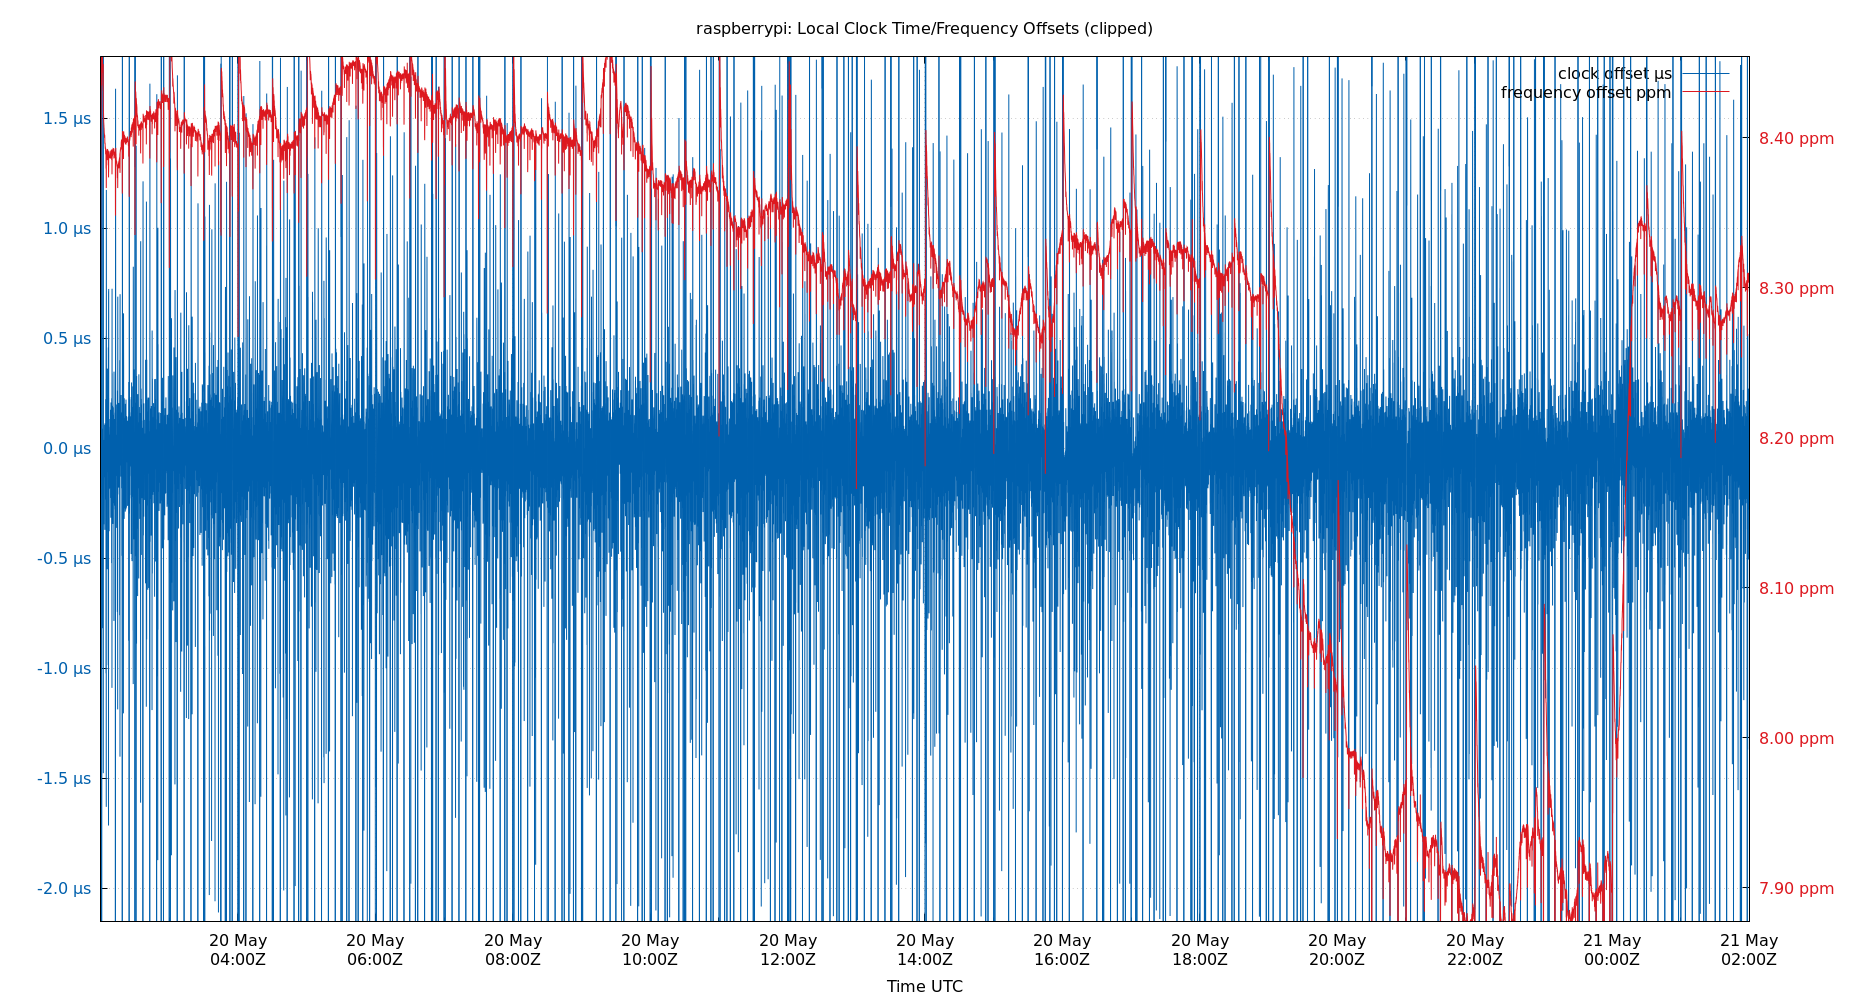 raspberrypi: Local Clock Time/Frequency Offsets (clipped)
clock offset µs
frequency offset ppm
1.5 µs
1.0 µs
0.5 µs
0.0 µs
-0.5 µs
-1.0 µs
-1.5 µs
-2.0 µs
8.40 ppm
8.30 ppm
8.20 ppm
8.10 ppm
8.00 ppm
7.90 ppm
20 May
04:00Z
20 May
06:00Z
20 May
08:00Z
20 May
10:00Z
20 May
12:00Z
20 May
14:00Z
20 May
16:00Z
20 May
18:00Z
20 May
20:00Z
20 May
22:00Z
21 May
00:00Z
21 May
02:00Z
Time UTC